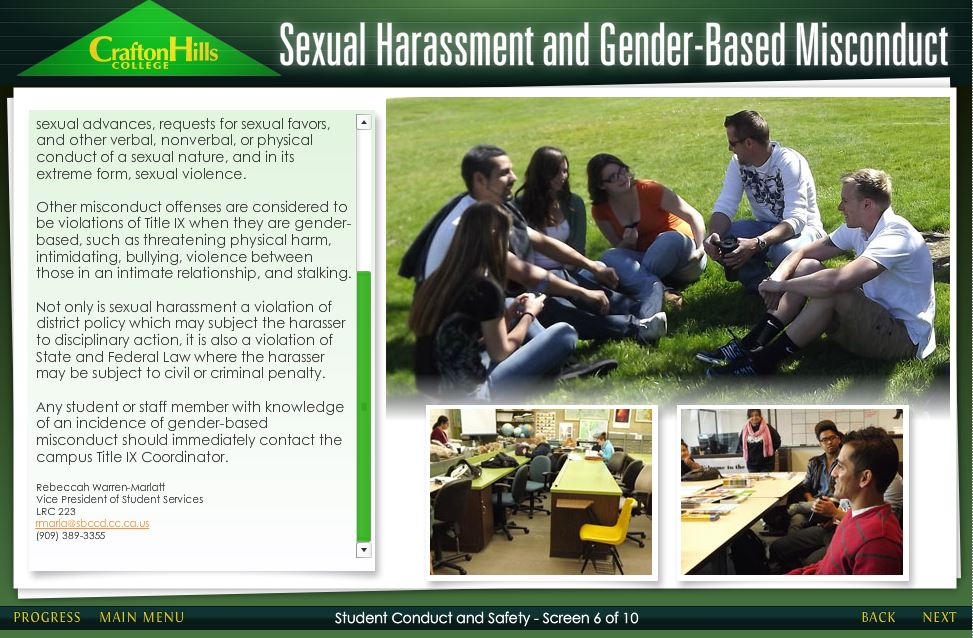 CraftonHills
COLLEGE
Sexual Harassment and Gender-Based Misconduct
sexual advances, requests for sexual favors,
and other verbal, nonverbal, or physical
conduct of a sexual nature, and in its
extreme form, sexual violence.
Other misconduct offenses are considered to
be violations of Title IX when they are gender-
based, such as threatening physical harm,
intimidating, bullying, violence between
those in an intimate relationship, and stalking.
Not only is sexual harassment a violation of
district policy which may subject the harasser
to disciplinary action, it is also a violation of
State and Federal Law where the harasser
may be subject to civil or criminal penalty.
Any student or staff member with knowledge
of an incidence of gender-based
misconduct should immediately contact the
campus Title IX Coordinator.
Rebeccah Warren-Marlatt
Vice President of Student Services
LRC 223
rmarla@sbccd.cc.ca.us
(909) 389-3355
PROGRESS MAIN MENU
Student Conduct and Safety - Screen 6 of 10
BACK NEXT